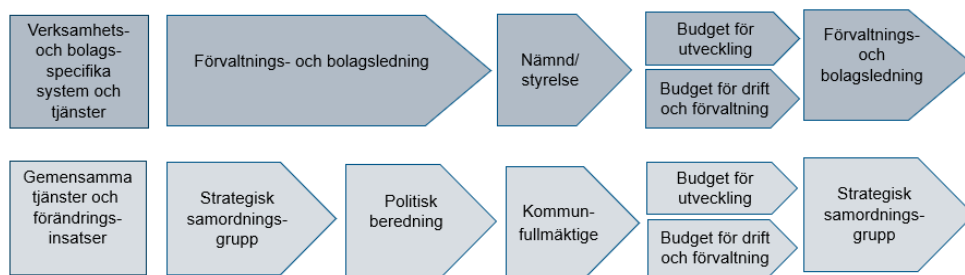 Verksamhets-
och bolags-
specifika
system och
tjänster
Förvaltnings- och bolagsledning
Nämnd/
styrelse
Budget för
utveckling
Budget för drift
och förvaltning
Förvaltnings-
och
bolagsledning
Gemensamma
tjänster och
förändrings-
insatser
Strategisk
samordnings-
grupp
Politisk
beredning
Kommun-
fullmäktige
Budget för
utveckling
Budget för drift
och förvaltning
Strategisk
samordnings-
grupp